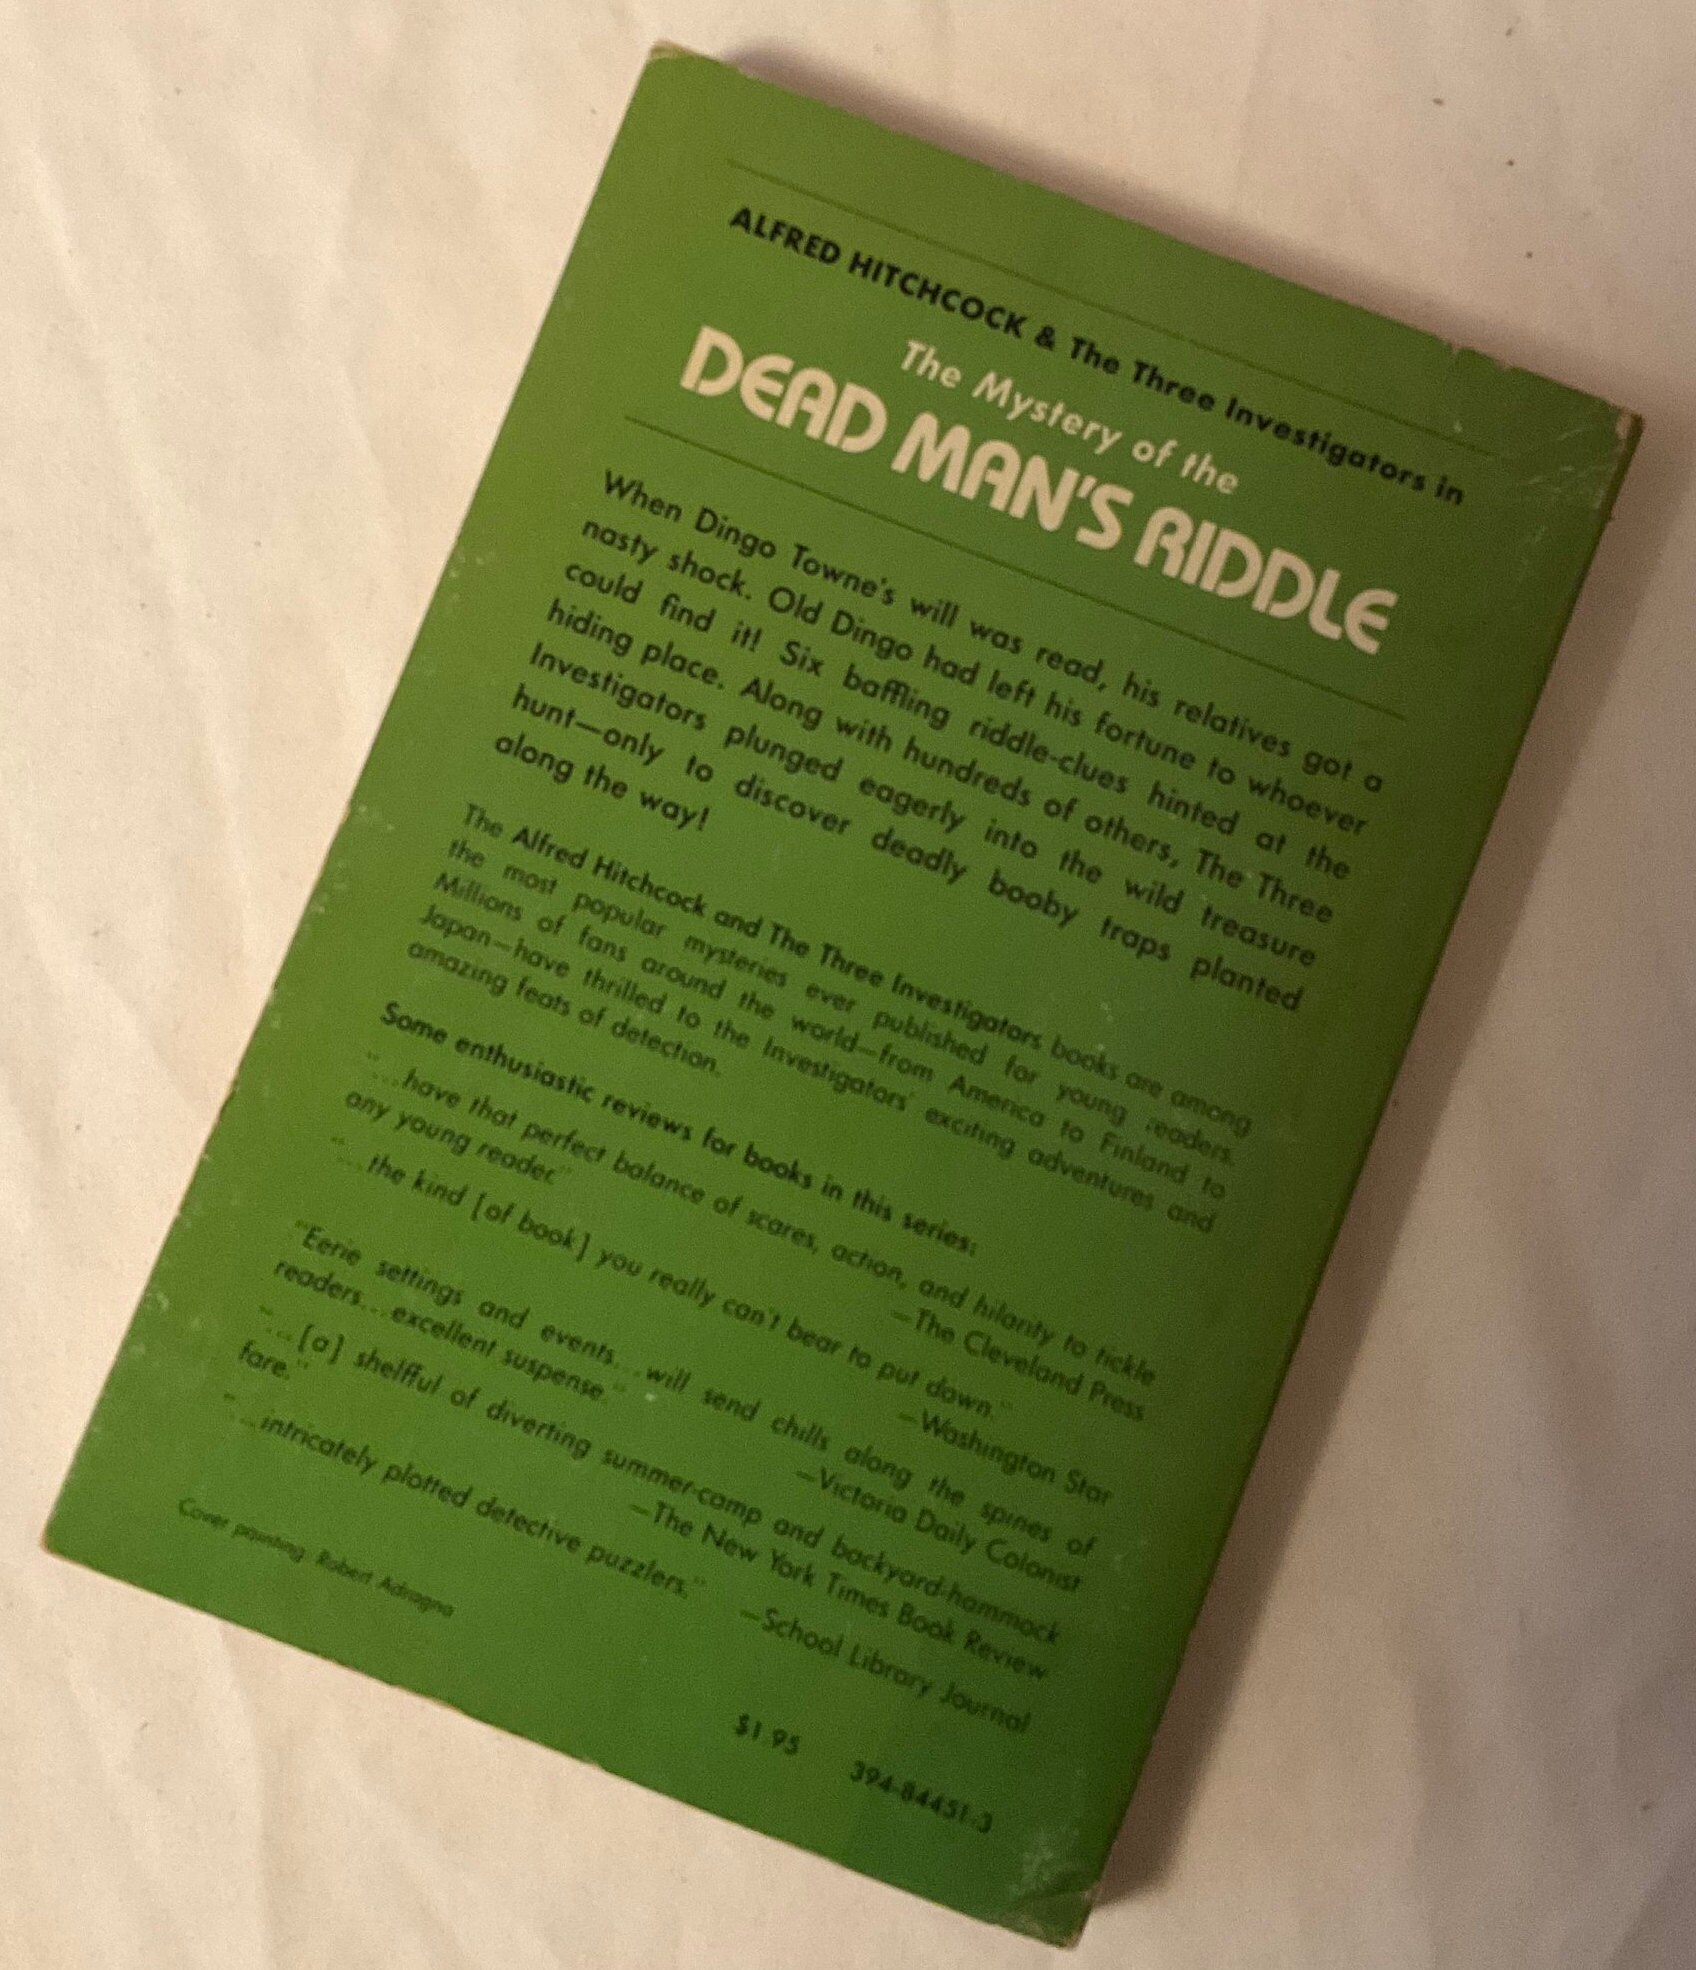 ALFRED HITCHCOCK & The Three Investigators in
The Mystery of the
DEAD MAN'S RIDDLE
When Dingo Towne's will was read, his relatives got a
nasty shock. Old Dingo had left his fortune to whoever
could find it! Six baffling riddle-clues hinted at the
hiding place. Along with hundreds of others, The Three
Investigators plunged eagerly into the wild treasure
hunt—only to discover deadly booby traps planted
along the way!
The Alfred Hitchcock and The Three Investigators books are among
the most popular mysteries ever published for young readers.
Millions of fans around the world—from America to Finland to
Japan—have thrilled to the Investigators' exciting adventures and
amazing feats of detection.
Some enthusiastic reviews for books in this series:
"...have that perfect balance of scares, action, and hilarity to tickle
any young reader."
—The Cleveland Press
"...the kind [of book] you really can't bear to put down."
—Washington Star
"Eerie settings and events...will send chills along the spines of
readers...excellent suspense."
—Victoria Daily Colonist
"...[a] shelfful of diverting summer-camp and backyard-hammock
fare."
—The New York Times Book Review
"...intricately plotted detective puzzlers."
—School Library Journal
Cover painting: Robert Adragna
$1.95 394-84451-3